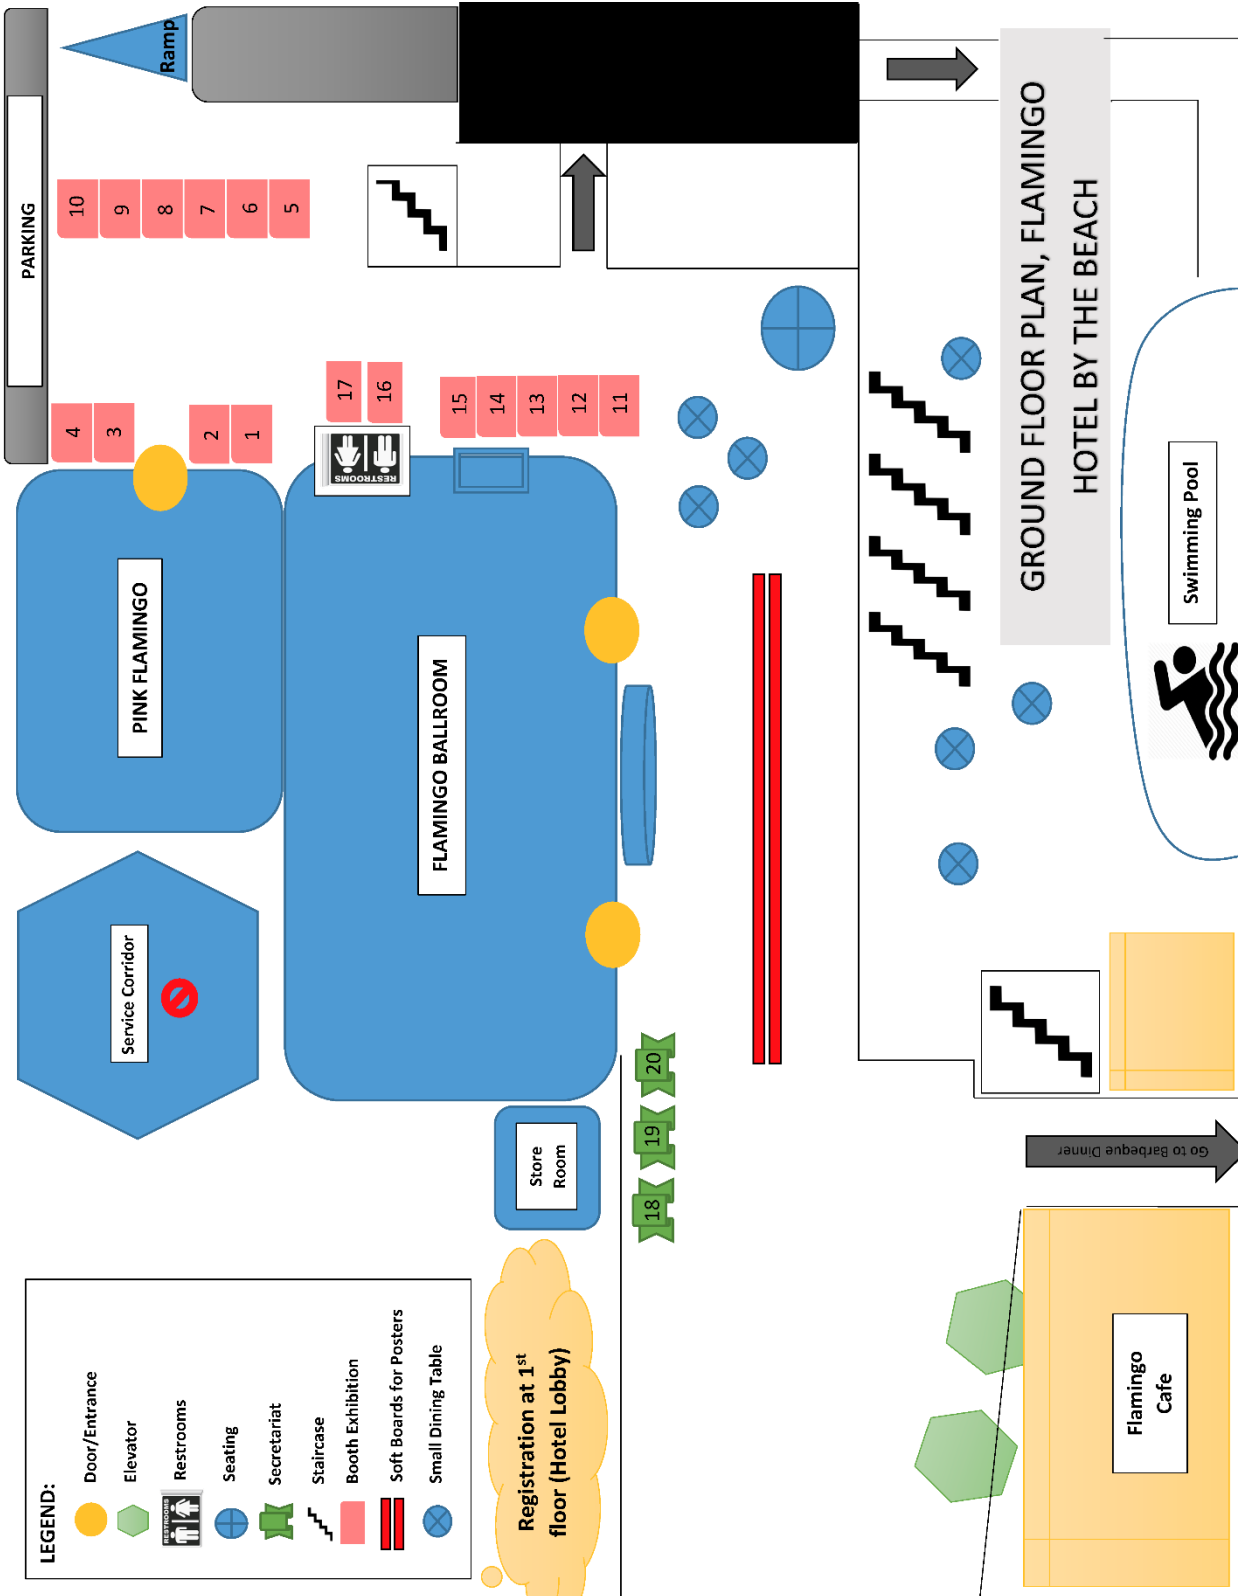 GROUND FLOOR PLAN, FLAMINGO
HOTEL BY THE BEACH
LEGEND:
Door/Entrance
Elevator
RESTROOMS
Restrooms
Seating
Secretariat
Staircase
Booth Exhibition
Soft Boards for Posters
Small Dining Table
Registration at 1st
floor (Hotel Lobby)
Service Corridor
PINK FLAMINGO
PARKING
Ramp
4
3
2
1
10
9
8
7
6
5
FLAMINGO BALLROOM
RESTROOMS
17
16
15
14
13
12
11
Store
Room
18
19
20
Flamingo
Cafe
Go to Barbeque Dinner
Swimming Pool